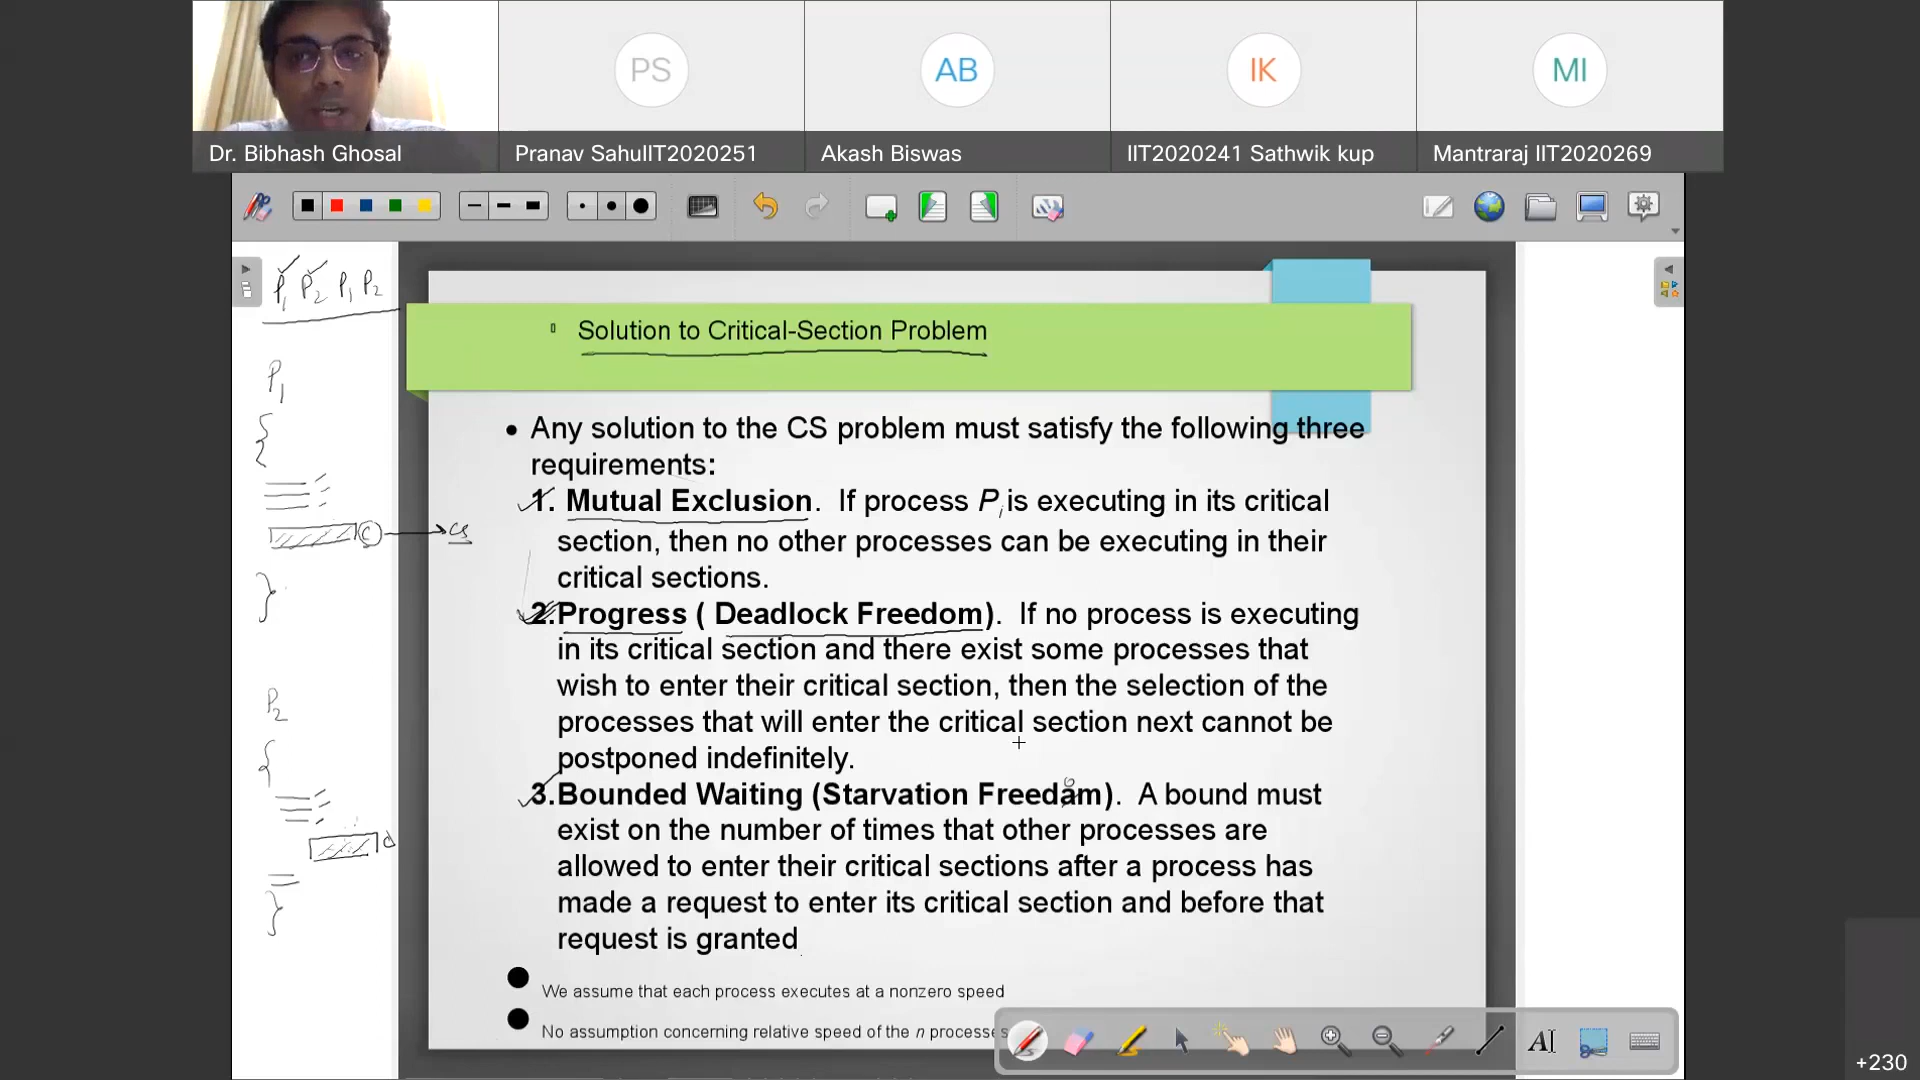 PS
AB
IK
MI
Dr. Bibhash Ghosal
Pranav SahuIIT2020251
Akash Biswas
IIT2020241 Sathwik kup
Mantraraj IIT2020269
P1 P2 P1 P2
Solution to Critical-Section Problem
P1
{
C → CS
}
P2
{
d
}
• Any solution to the CS problem must satisfy the following three
requirements:
1. Mutual Exclusion. If process Pi is executing in its critical
section, then no other processes can be executing in their
critical sections.
2.Progress ( Deadlock Freedom). If no process is executing
in its critical section and there exist some processes that
wish to enter their critical section, then the selection of the
processes that will enter the critical section next cannot be
postponed indefinitely.
3.Bounded Waiting (Starvation Freedam). A bound must
o
exist on the number of times that other processes are
allowed to enter their critical sections after a process has
made a request to enter its critical section and before that
request is granted
● We assume that each process executes at a nonzero speed
● No assumption concerning relative speed of the n processes
AI
+230